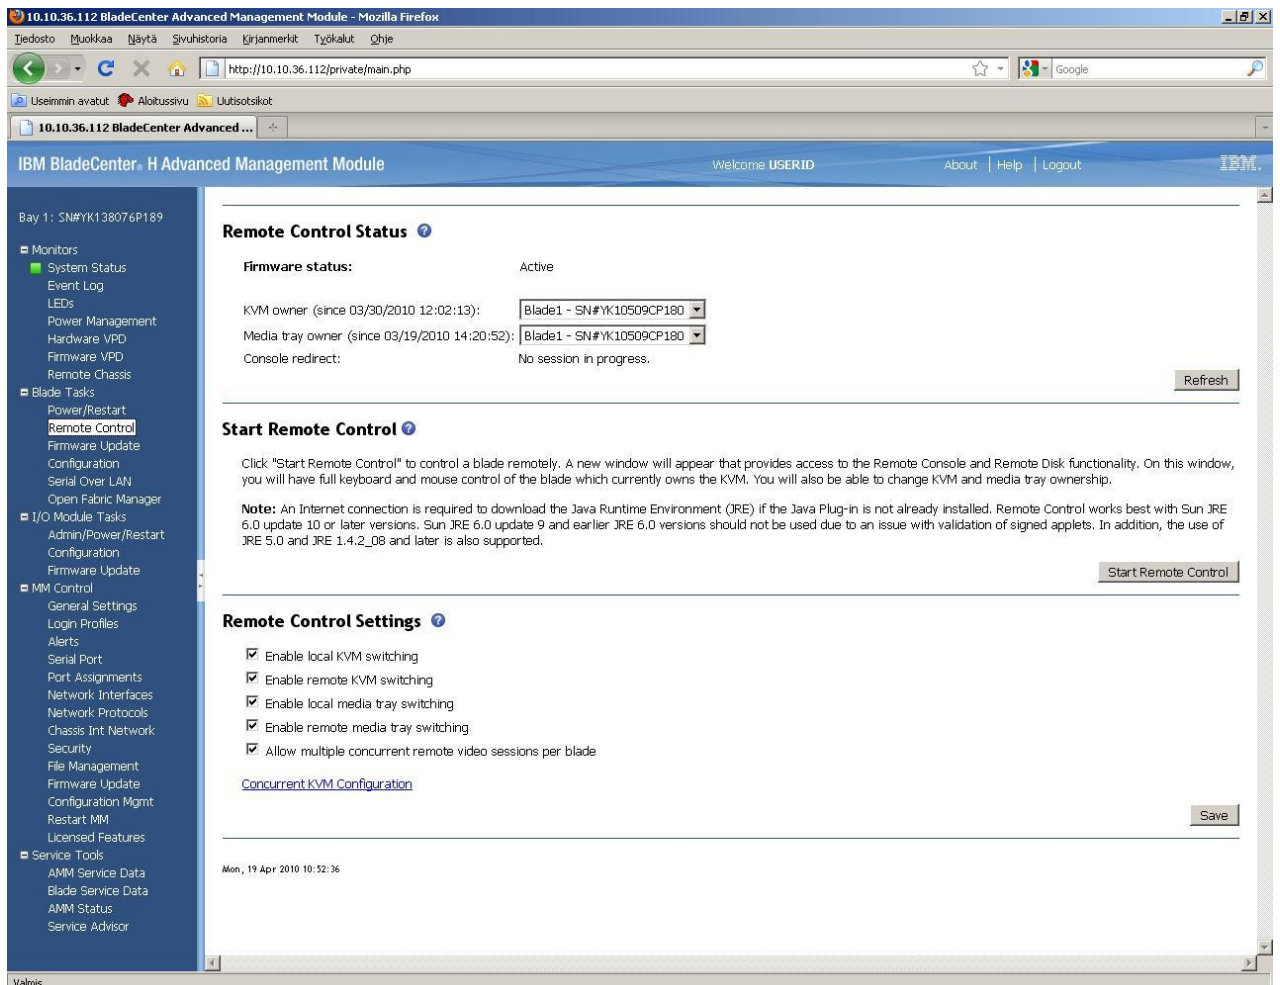 10.10.36.112 BladeCenter Advanced Management Module - Mozilla Firefox
Tiedosto Muokkaa Näytä Sivuhistoria Kirjanmerkit Työkalut Ohje
http://10.10.36.112/private/main.php
Google
Useimmin avatut Aloitussivu Uutisotsikot
10.10.36.112 BladeCenter Advanced ...
IBM BladeCenter® H Advanced Management Module
Welcome USERID
About | Help | Logout
IBM.
Bay 1: SN#YK138076P189
Monitors
System Status
Event Log
LEDs
Power Management
Hardware VPD
Firmware VPD
Remote Chassis
Blade Tasks
Power/Restart
Remote Control
Firmware Update
Configuration
Serial Over LAN
Open Fabric Manager
I/O Module Tasks
Admin/Power/Restart
Configuration
Firmware Update
MM Control
General Settings
Login Profiles
Alerts
Serial Port
Port Assignments
Network Interfaces
Network Protocols
Chassis Int Network
Security
File Management
Firmware Update
Configuration Mgmt
Restart MM
Licensed Features
Service Tools
AMM Service Data
Blade Service Data
AMM Status
Service Advisor
Remote Control Status
Firmware status: Active
KVM owner (since 03/30/2010 12:02:13): Blade1 - SN#YK10509CP180
Media tray owner (since 03/19/2010 14:20:52): Blade1 - SN#YK10509CP180
Console redirect: No session in progress.
Refresh
Start Remote Control
Click "Start Remote Control" to control a blade remotely. A new window will appear that provides access to the Remote Console and Remote Disk functionality. On this window,
you will have full keyboard and mouse control of the blade which currently owns the KVM. You will also be able to change KVM and media tray ownership.
Note: An Internet connection is required to download the Java Runtime Environment (JRE) if the Java Plug-in is not already installed. Remote Control works best with Sun JRE
6.0 update 10 or later versions. Sun JRE 6.0 update 9 and earlier JRE 6.0 versions should not be used due to an issue with validation of signed applets. In addition, the use of
JRE 5.0 and JRE 1.4.2_08 and later is also supported.
Start Remote Control
Remote Control Settings
Enable local KVM switching
Enable remote KVM switching
Enable local media tray switching
Enable remote media tray switching
Allow multiple concurrent remote video sessions per blade
Concurrent KVM Configuration
Save
Mon, 19 Apr 2010 10:52:36
Valmis